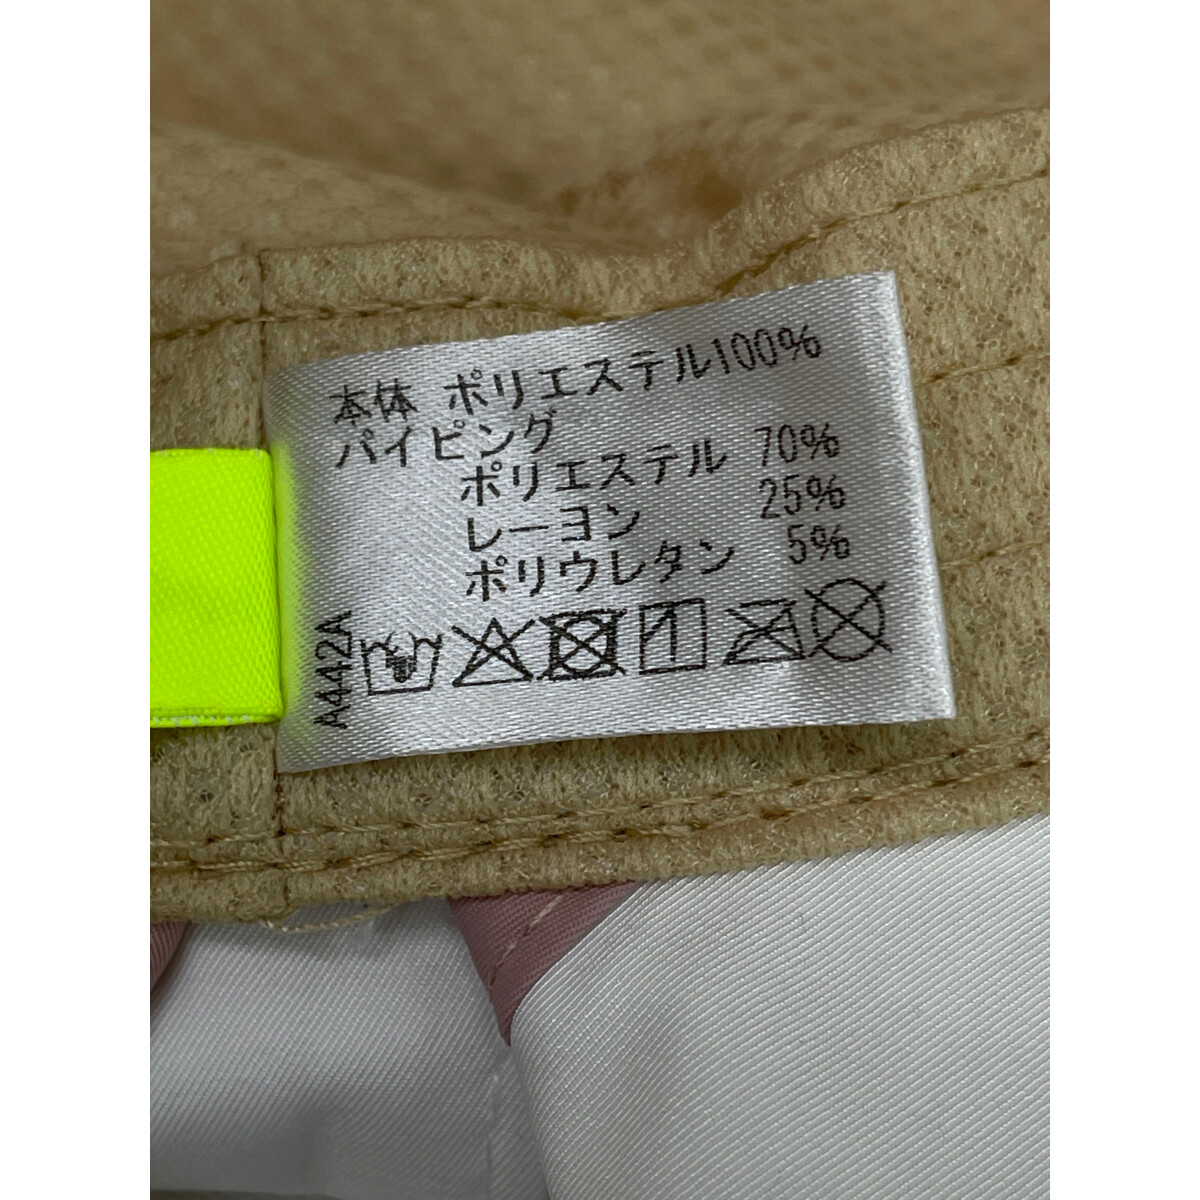 本体 ポリエステル100%
パイピング
ポリエステル 70%
レーヨン 25%
ポリウレタン 5%
A442A